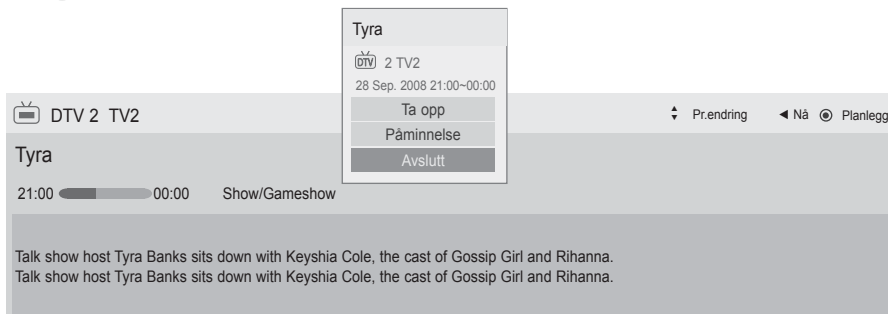 Tyra
DTV 2 TV2
28 Sep. 2008 21:00~00:00
Ta opp
Påminnelse
Avslutt
DTV 2 TV2
Pr.endring ◄ Nå ◉ Planlegg
Tyra
21:00 00:00 Show/Gameshow
Talk show host Tyra Banks sits down with Keyshia Cole, the cast of Gossip Girl and Rihanna.
Talk show host Tyra Banks sits down with Keyshia Cole, the cast of Gossip Girl and Rihanna.